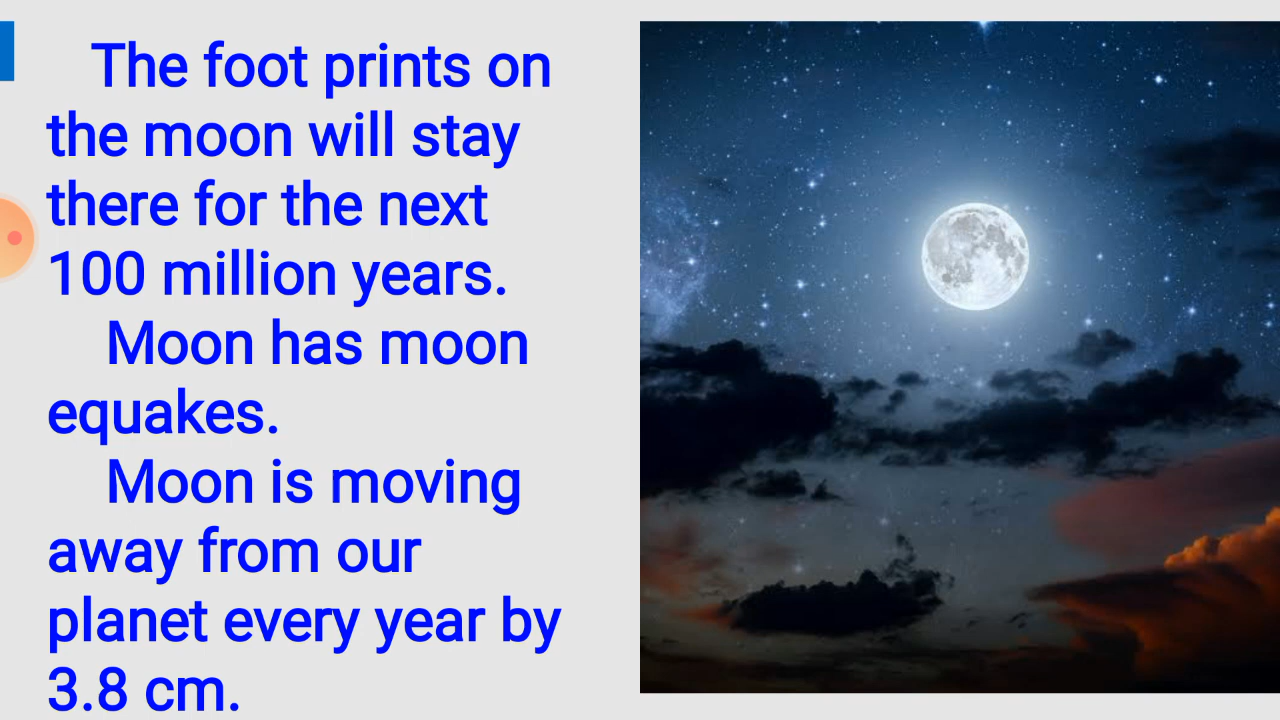 The foot prints on
the moon will stay
there for the next
100 million years.
Moon has moon
equakes.
Moon is moving
away from our
planet every year by
3.8 cm.